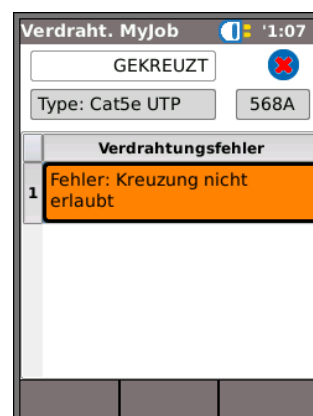 Verdraht. MyJob '1:07
GEKREUZT
Type: Cat5e UTP 568A
Verdrahtungsfehler
1 Fehler: Kreuzung nicht
erlaubt